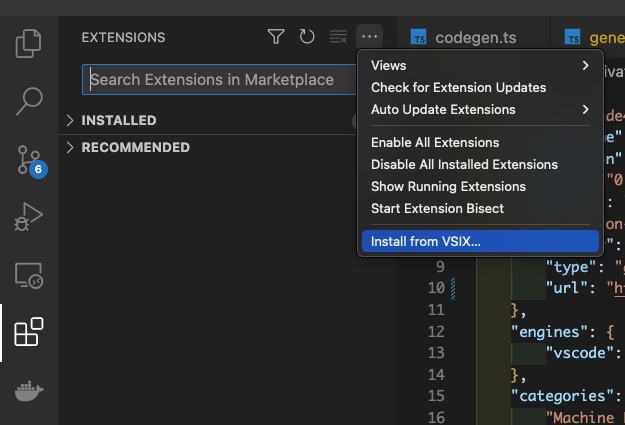 EXTENSIONS
Search Extensions in Marketplace
INSTALLED
RECOMMENDED
6
Views
Check for Extension Updates
Auto Update Extensions
Enable All Extensions
Disable All Installed Extensions
Show Running Extensions
Start Extension Bisect
Install from VSIX...
TS codegen.ts
TS
9 "type": "
10 "url": "
11 },
12 "engines": {
13 "vscode":
14 },
15 "categories":
16 "Machine